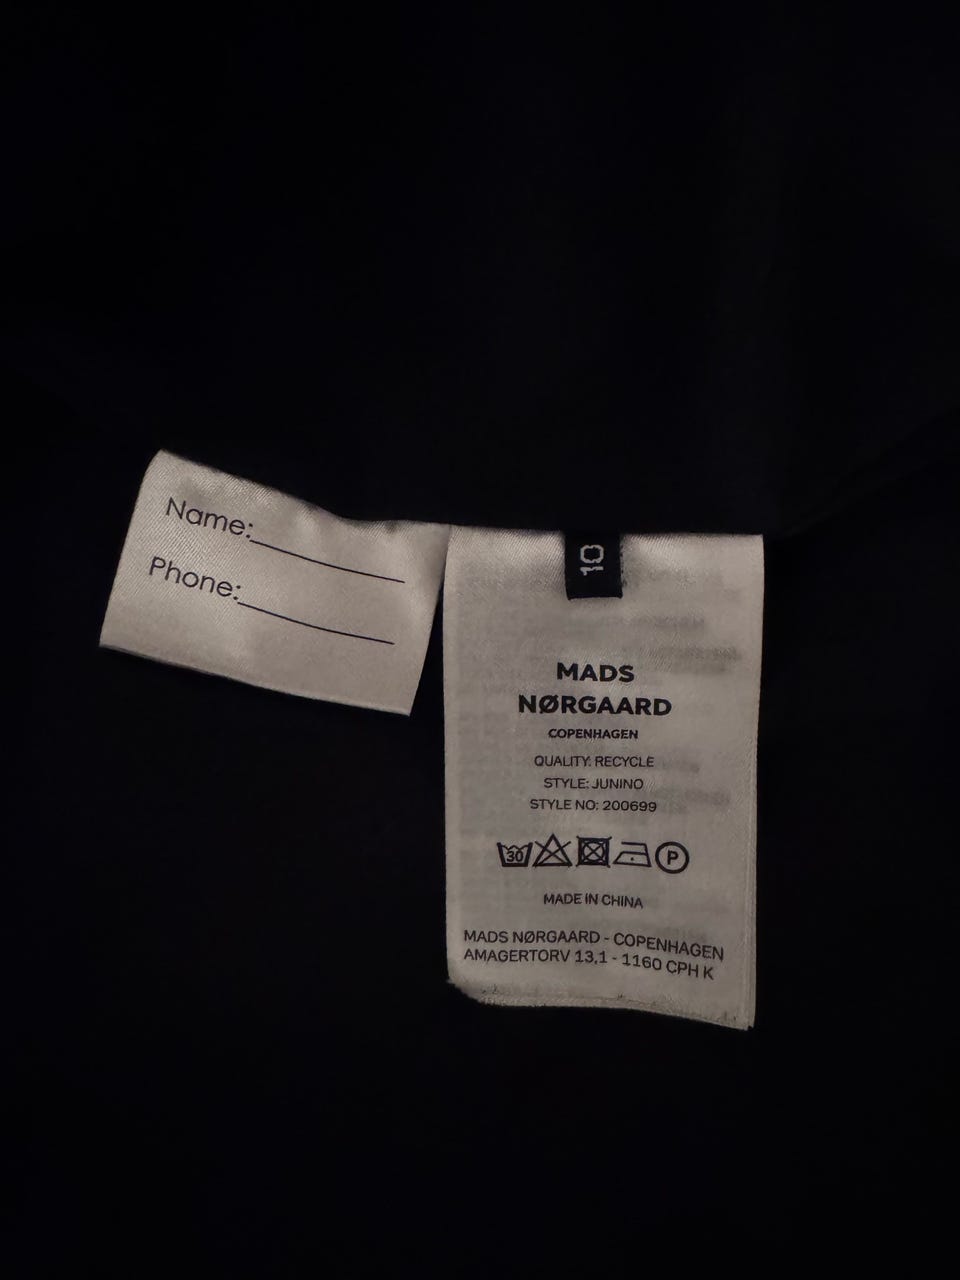 Name:
Phone:
10
MADS
NØRGAARD
COPENHAGEN
QUALITY: RECYCLE
STYLE: JUNINO
STYLE NO: 200699
30
P
MADE IN CHINA
MADS NØRGAARD - COPENHAGEN
AMAGERTORV 13,1 - 1160 CPH K